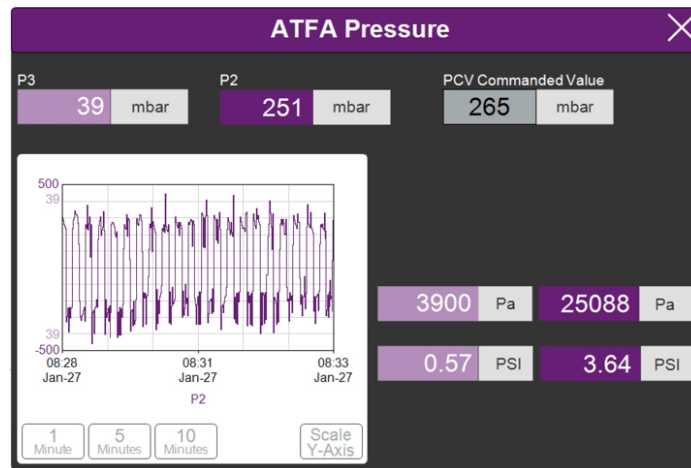 ATFA Pressure
P3
39 mbar
P2
251 mbar
PCV Commanded Value
265 mbar
500
39
39
-500
08:28
Jan-27
08:31
Jan-27
08:33
Jan-27
P2
1
Minute
5
Minutes
10
Minutes
Scale
Y-Axis
3900 Pa
25088 Pa
0.57 PSI
3.64 PSI